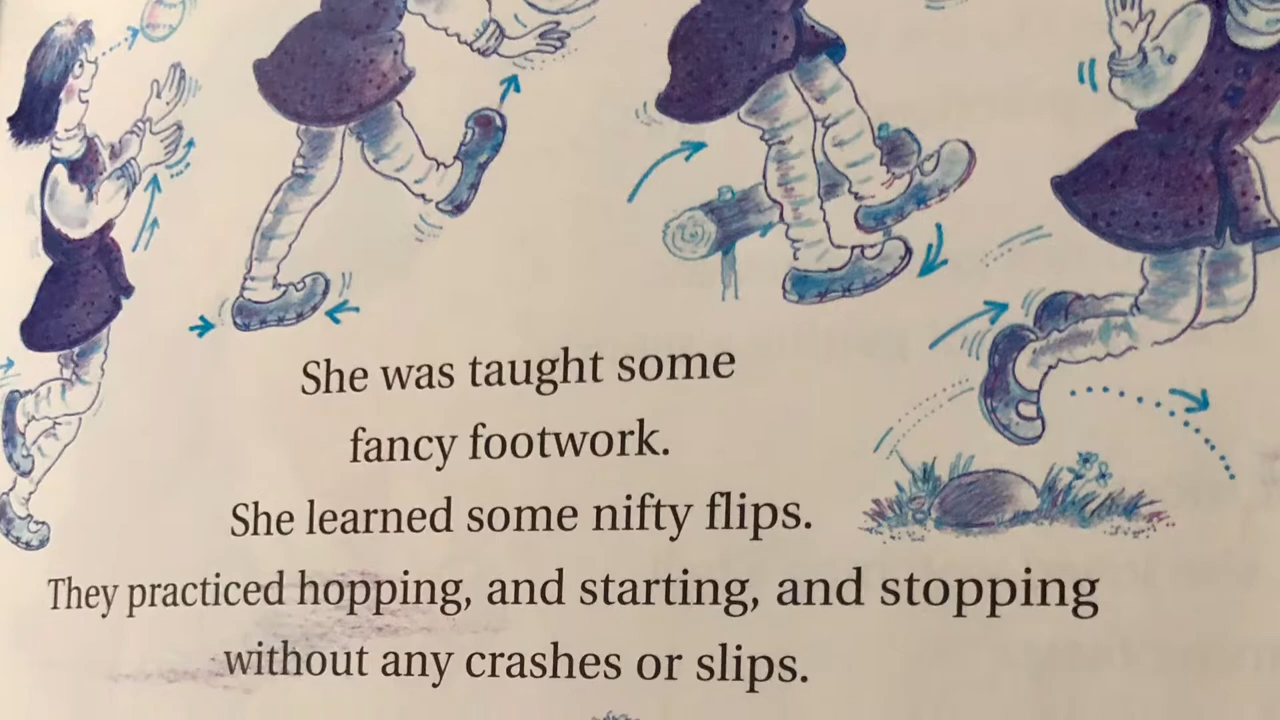 She was taught some
fancy footwork.
She learned some nifty flips.
They practiced hopping, and starting, and stopping
without any crashes or slips.